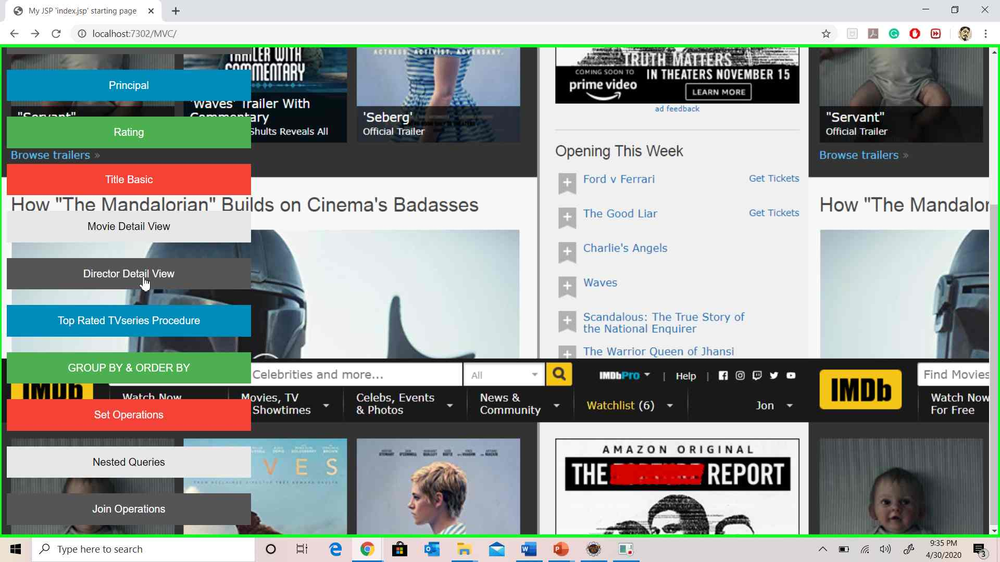 My JSP 'index.jsp' starting page
localhost:7302/MVC/
TRAILER WITH
COMMENTARY
ACTRESS. ACTIVIST. ADVERSARY.
TRUTH MATTERS
COMING SOON TO
prime video
IN THEATERS NOVEMBER 15
LEARN MORE
ad feedback
Principal
"Servant"
'Waves' Trailer With
Commentary
Shults Reveals All
'Seberg'
Official Trailer
"Servant"
Official Trailer
Rating
Browse trailers »
Browse trailers »
Opening This Week
Title Basic
Ford v Ferrari
Get Tickets
How "The Mandalorian" Builds on Cinema's Badasses
How "The Mandalor
The Good Liar
Get Tickets
Movie Detail View
Charlie's Angels
Director Detail View
Waves
Top Rated TVseries Procedure
Scandalous: The True Story of
the National Enquirer
The Warrior Queen of Jhansi
GROUP BY & ORDER BY
Celebrities and more...
All
IMDbPro
| Help |
Find Movies
IMDb
IMDb
Watch Now
Movies, TV
Showtimes
Celebs, Events
& Photos
News &
Community
Watchlist (6)
Jon
Watch Now
For Free
Set Operations
Nested Queries
VES
AMAZON ORIGINAL
THE REPORT
Join Operations
Type here to search
9:35 PM
4/30/2020
3